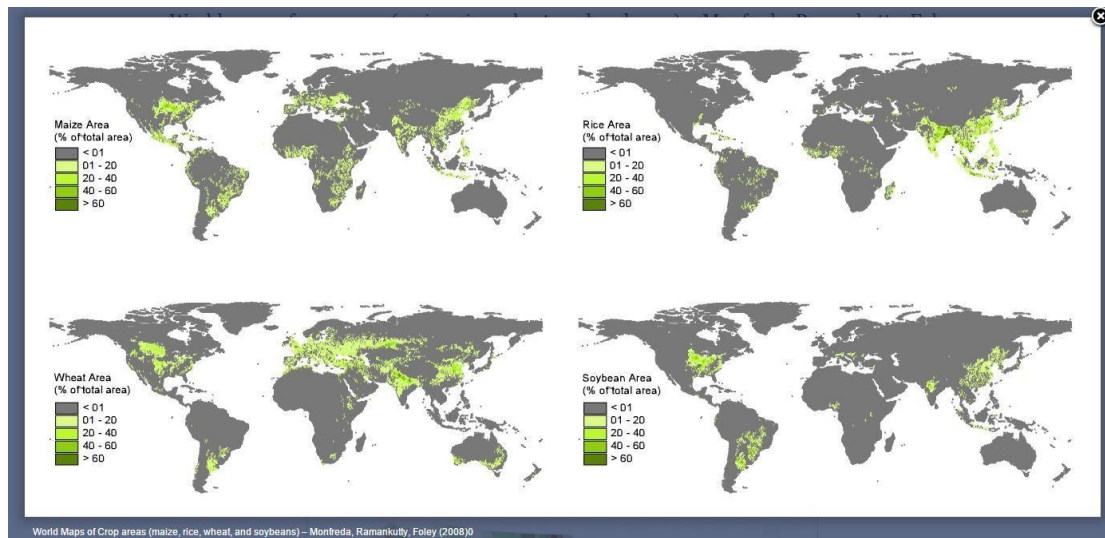 Maize Area
(% of total area)
< 01
01 - 20
20 - 40
40 - 60
> 60
Rice Area
(% of total area)
< 01
01 - 20
20 - 40
40 - 60
> 60
Wheat Area
(% of total area)
< 01
01 - 20
20 - 40
40 - 60
> 60
Soybean Area
(% of total area)
< 01
01 - 20
20 - 40
40 - 60
> 60
World Maps of Crop areas (maize, rice, wheat, and soybeans) – Monfreda, Ramankutty, Foley (2008)0